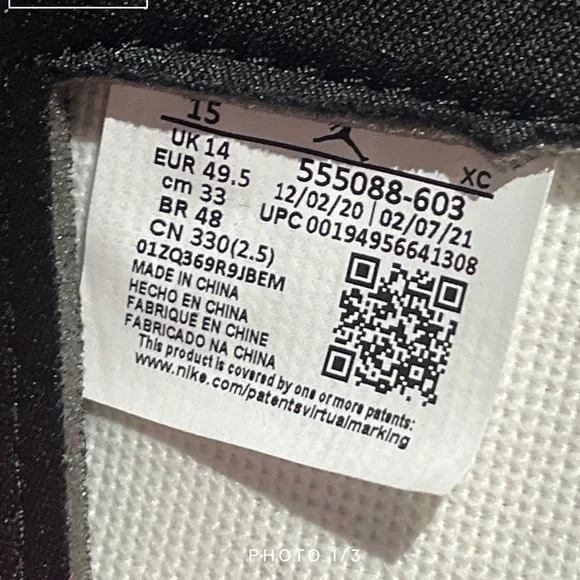 15
XC
UK 14
EUR 49.5
cm 33
BR 48
CN 330(2.5)
01ZQ369R9JBEM
555088-603
12/02/20 | 02/07/21
UPC 00194956641308
MADE IN CHINA
HECHO EN CHINA
FABRIQUÉ EN CHINE
FABRICADO NA CHINA
This product is covered by one or more patents:
www.nike.com/patentsvirtualmarking
PHOTO 1/3